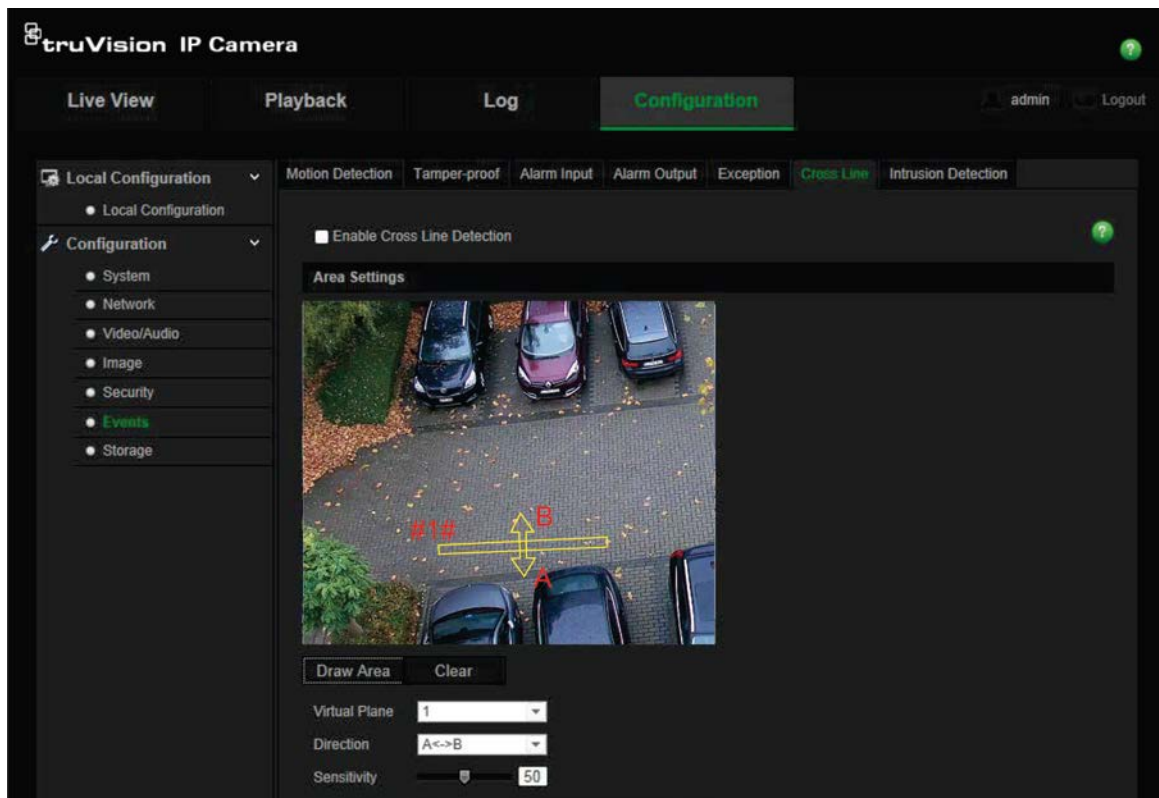 truVision IP Camera
?
Live View Playback Log Configuration admin Logout
Local Configuration
Local Configuration
Configuration
System
Network
Video/Audio
Image
Security
Events
Storage
Motion Detection Tamper-proof Alarm Input Alarm Output Exception Cross Line Intrusion Detection
Enable Cross Line Detection ?
Area Settings
#1# B
A
Draw Area Clear
Virtual Plane 1
Direction A<->B
Sensitivity 50